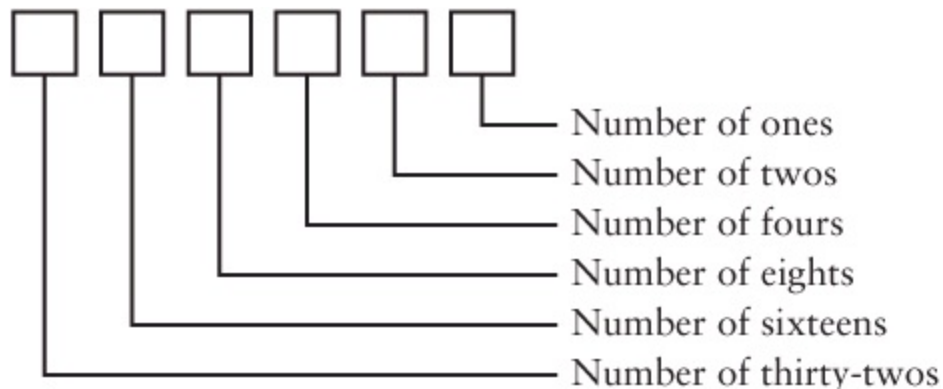 Number of ones
Number of twos
Number of fours
Number of eights
Number of sixteens
Number of thirty-twos